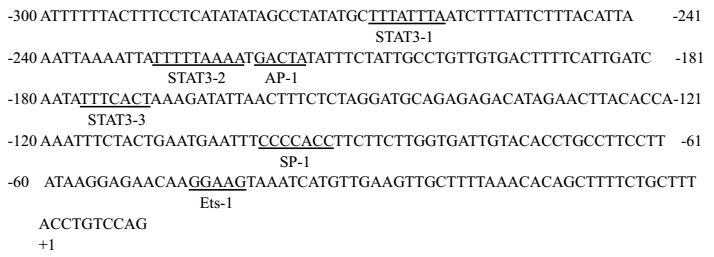 -300 ATTTTTTACTTTCCTCATATATAGCCTATATGCTTTATTTAATCTTTATTCTTTACATTA -241
STAT3-1
-240 AATTAAAATTATTTTTAAAATGACTATATTTCTATTGCCTGTTGTGACTTTTCATTGATC -181
STAT3-2 AP-1
-180 AATATTTCACTAAAGATATTAACTTTCTCTAGGATGCAGAGAGACATAGAACTTACACCA-121
STAT3-3
-120 AAATTTCTACTGAATGAATTTCCCCACCTTCTTCTTGGTGATTGTACACCTGCCTTCCTT -61
SP-1
-60 ATAAGGAGAACAAGGAAGTAAATCATGTTGAAGTTGCTTTTAAACACAGCTTTTCTGCTTT
Ets-1
ACCTGTCCAG
+1